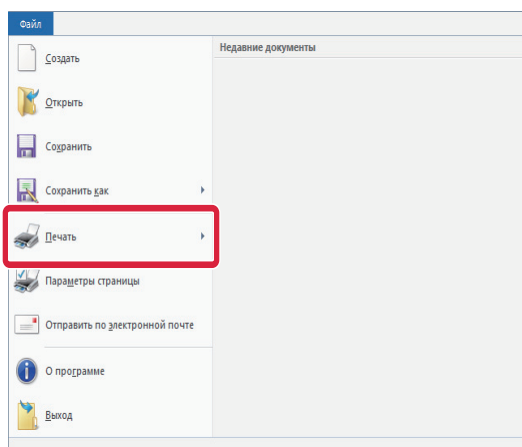 Файл
Недавние документы
Создать
Открыть
Сохранить
Сохранить как
Печать
Параметры страницы
Отправить по электронной почте
О программе
Выход